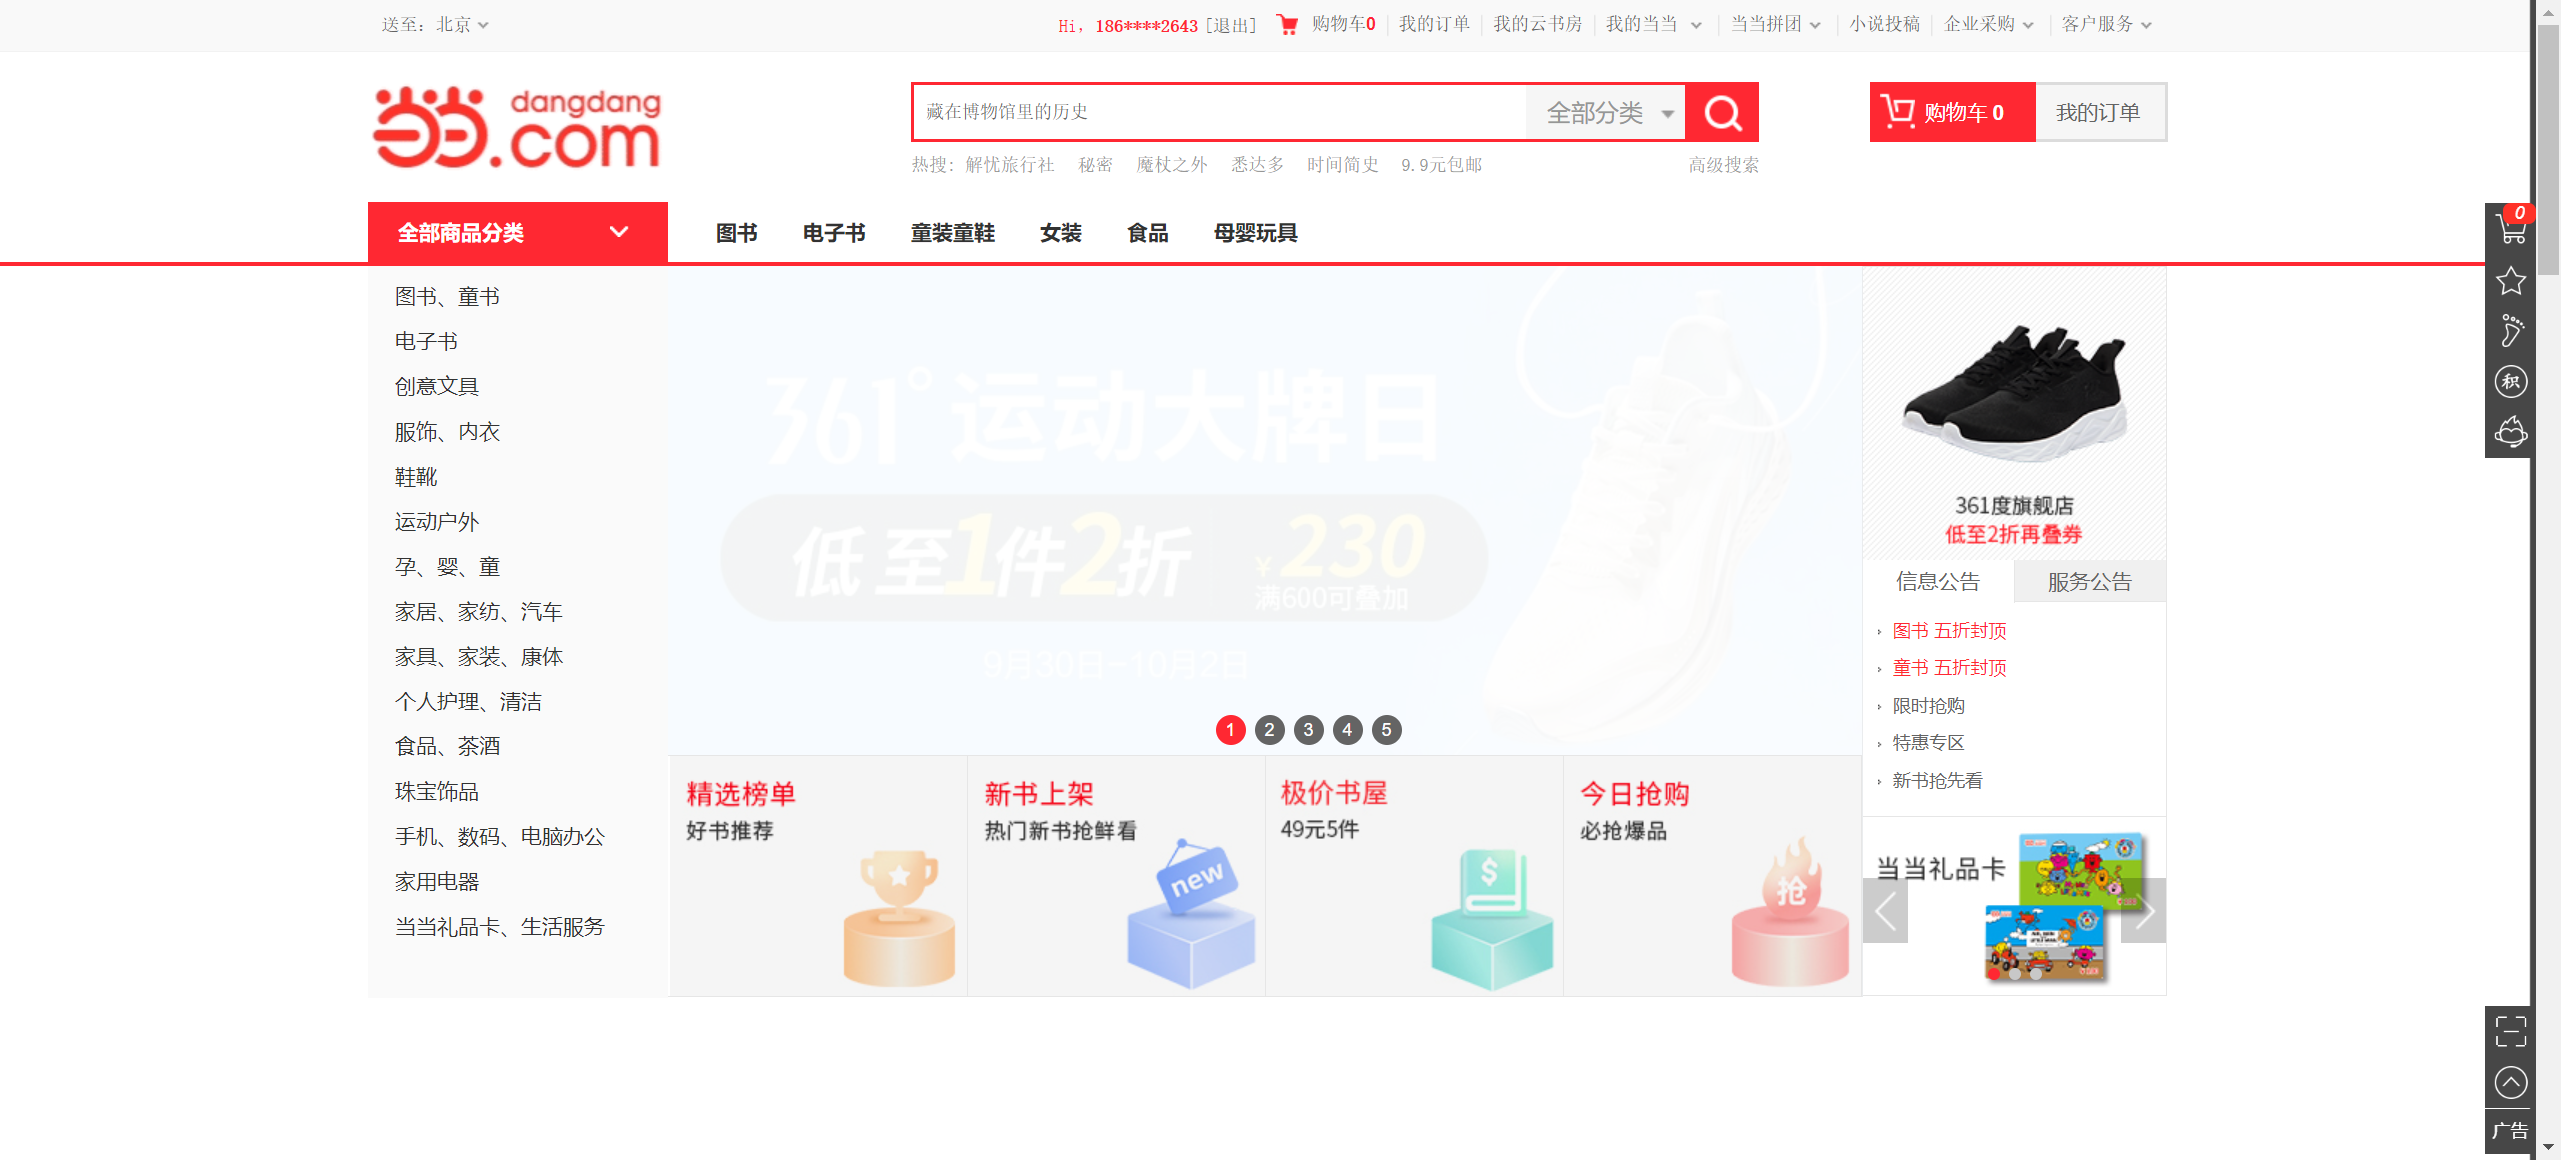 送至：北京
Hi，186****2643 [退出] 购物车0 我的订单 我的云书房 我的当当 当当拼团 小说投稿 企业采购 客户服务
dangdang
.com
藏在博物馆里的历史 全部分类
购物车 0 我的订单
热搜：解忧旅行社 秘密 魔杖之外 悉达多 时间简史 9.9元包邮 高级搜索
全部商品分类 图书 电子书 童装童鞋 女装 食品 母婴玩具
图书、童书
电子书
创意文具
服饰、内衣
鞋靴
运动户外
孕、婴、童
家居、家纺、汽车
家具、家装、康体
个人护理、清洁
食品、茶酒
珠宝饰品
手机、数码、电脑办公
家用电器
当当礼品卡、生活服务
361° 运动大牌日
低至1件2折
¥230
满600可叠加
9月30日-10月2日
1 2 3 4 5
精选榜单
好书推荐
新书上架
热门新书抢鲜看
new
极价书屋
49元5件
$
今日抢购
必抢爆品
抢
361度旗舰店
低至2折再叠券
信息公告 服务公告
图书 五折封顶
童书 五折封顶
限时抢购
特惠专区
新书抢先看
当当礼品卡
0
积
广告